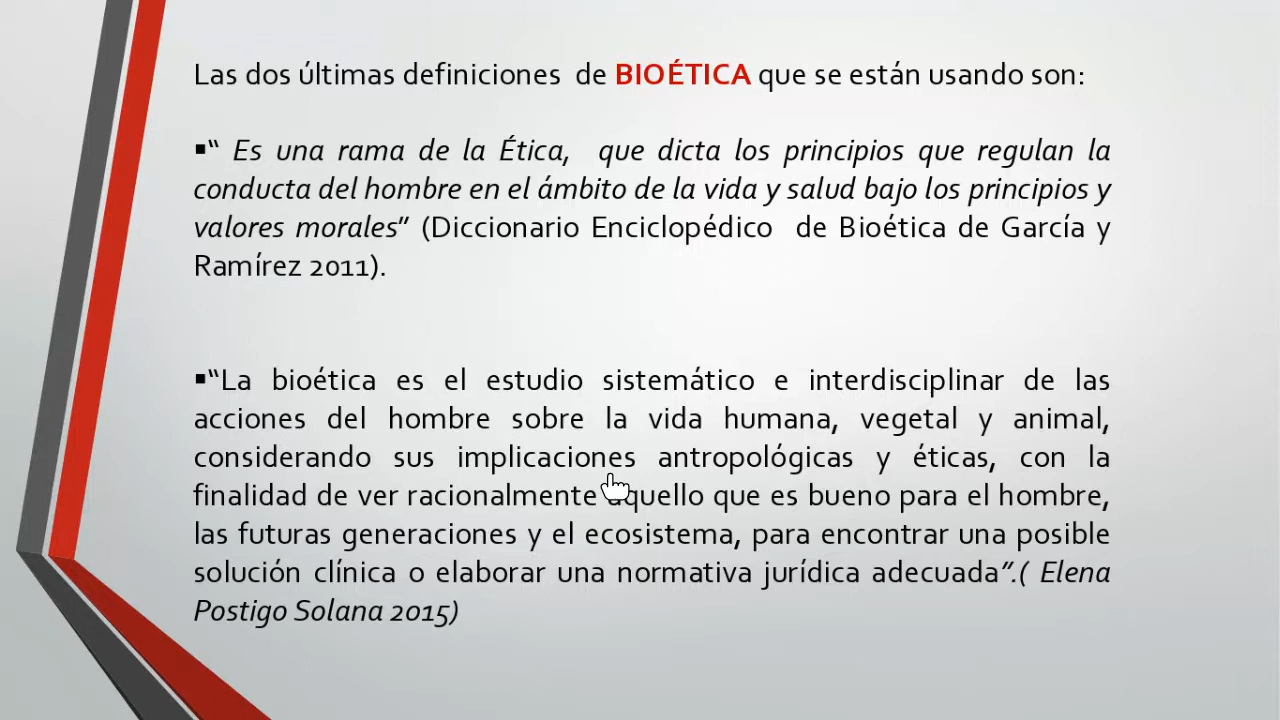 Las dos últimas definiciones de BIOÉTICA que se están usando son:
▪“ Es una rama de la Ética, que dicta los principios que regulan la
conducta del hombre en el ámbito de la vida y salud bajo los principios y
valores morales” (Diccionario Enciclopédico de Bioética de García y
Ramírez 2011).
▪“La bioética es el estudio sistemático e interdisciplinar de las
acciones del hombre sobre la vida humana, vegetal y animal,
considerando sus implicaciones antropológicas y éticas, con la
finalidad de ver racionalmente aquello que es bueno para el hombre,
las futuras generaciones y el ecosistema, para encontrar una posible
solución clínica o elaborar una normativa jurídica adecuada”.( Elena
Postigo Solana 2015)